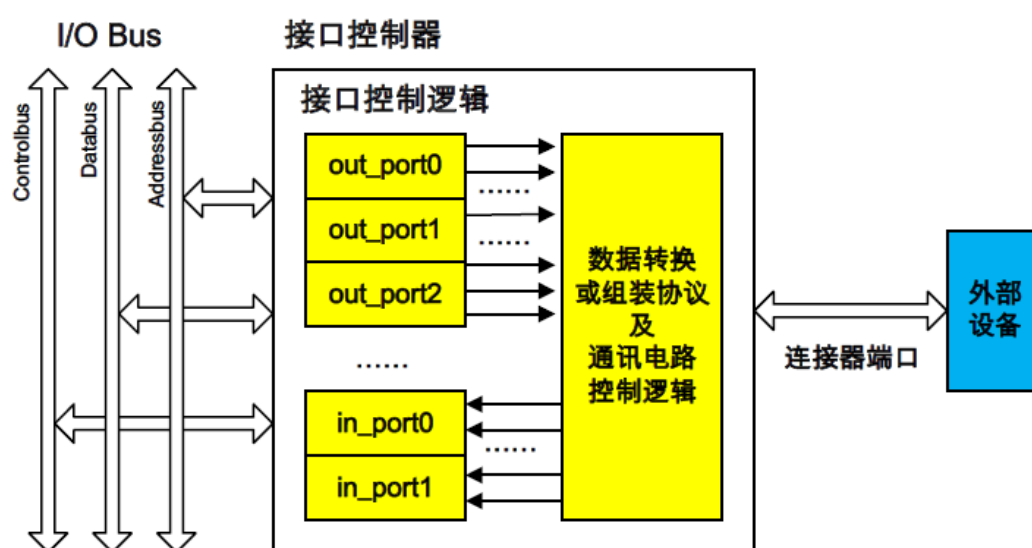 I/O Bus
接口控制器
Controlbus
Databus
Addressbus
接口控制逻辑
out_port0
......
out_port1
......
out_port2
......
in_port0
......
in_port1
数据转换
或组装协议
及
通讯电路
控制逻辑
连接器端口
外部
设备